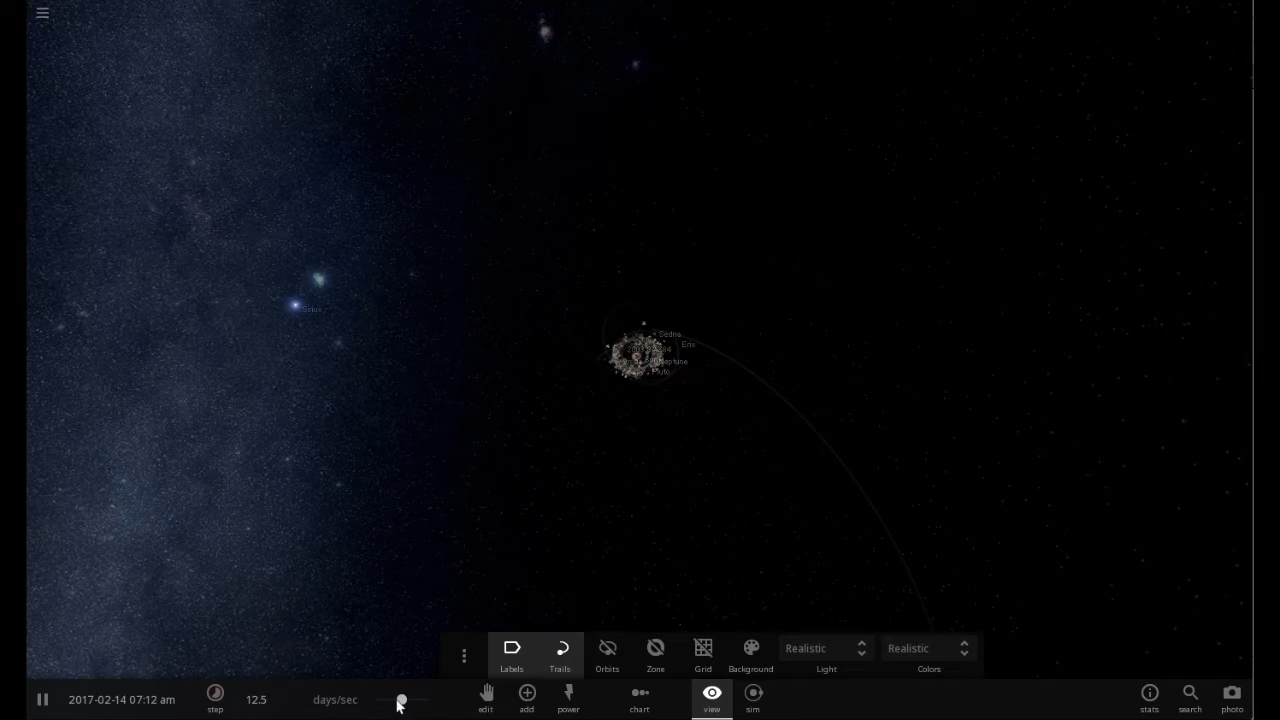 Sirius
Sedna
Eris
Neptune
Pluto
Labels
Trails
Orbits
Zone
Grid
Background
Realistic
Light
Realistic
Colors
2017-02-14 07:12 am
step
12.5
days/sec
edit
add
power
chart
view
sim
stats
search
photo